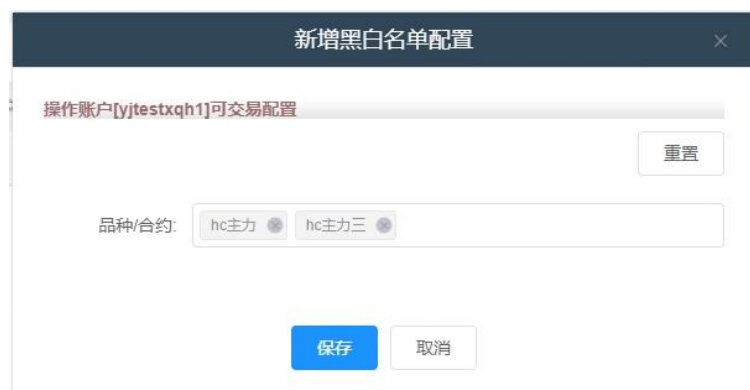 新增黑白名单配置
操作账户[yjtestxqh1]可交易配置
重置
品种/合约: hc主力 hc主力三
保存 取消